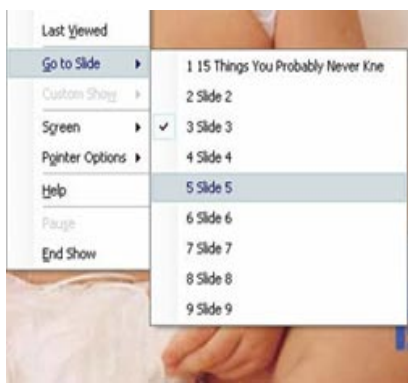 Last Viewed
Go to Slide
Custom Show
Screen
Pointer Options
Help
Pause
End Show
1 15 Things You Probably Never Kne
2 Slide 2
3 Slide 3
4 Slide 4
5 Slide 5
6 Slide 6
7 Slide 7
8 Slide 8
9 Slide 9